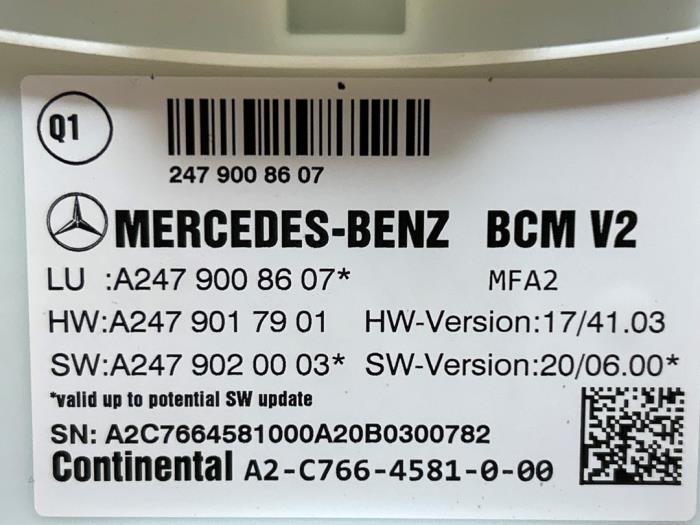 Q1
247 900 86 07
MERCEDES-BENZ BCM V2
LU :A247 900 86 07* MFA2
HW:A247 901 79 01 HW-Version:17/41.03
SW:A247 902 00 03* SW-Version:20/06.00*
*valid up to potential SW update
SN: A2C7664581000A20B0300782
Continental A2-C766-4581-0-00